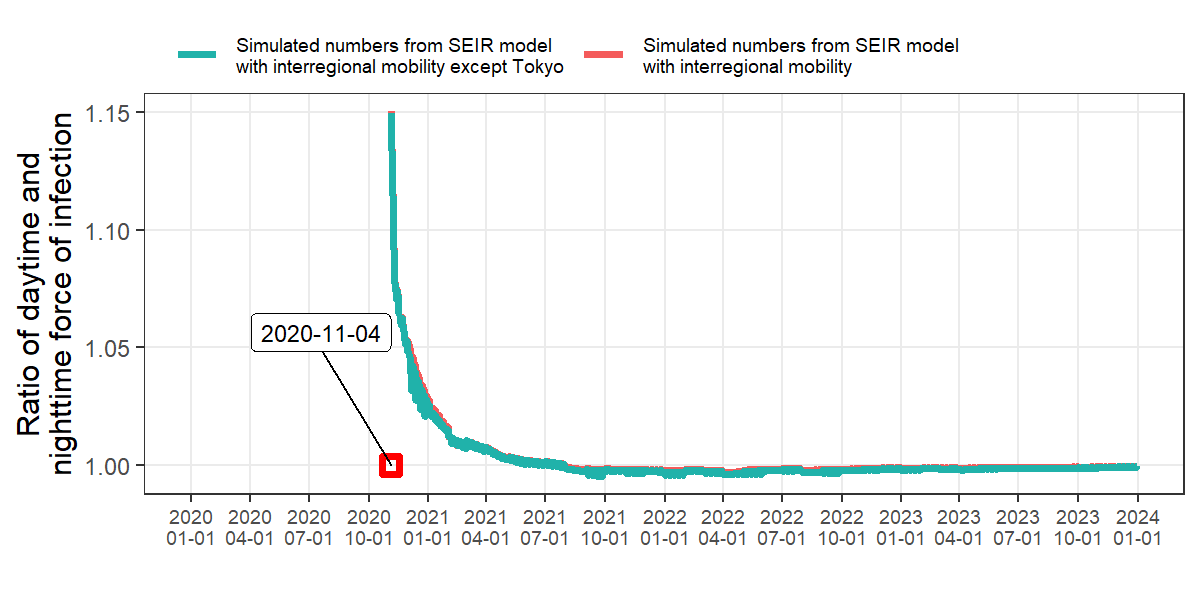 Simulated numbers from SEIR model
with interregional mobility except Tokyo
Simulated numbers from SEIR model
with interregional mobility
Ratio of daytime and
nighttime force of infection
1.15
1.10
1.05
1.00
2020-11-04
2020 2020 2020 2020 2021 2021 2021 2021 2022 2022 2022 2022 2023 2023 2023 2023 2024
01-01 04-01 07-01 10-01 01-01 04-01 07-01 10-01 01-01 04-01 07-01 10-01 01-01 04-01 07-01 10-01 01-01